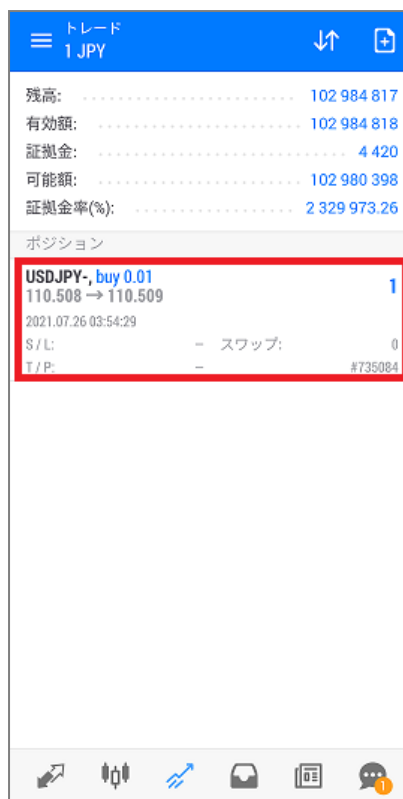 トレード
1 JPY
残高: 102 984 817
有効額: 102 984 818
証拠金: 4 420
可能額: 102 980 398
証拠金率(%): 2 329 973.26
ポジション
USDJPY-, buy 0.01 1
110.508 → 110.509
2021.07.26 03:54:29
S / L: – スワップ: 0
T / P: – #735084
1